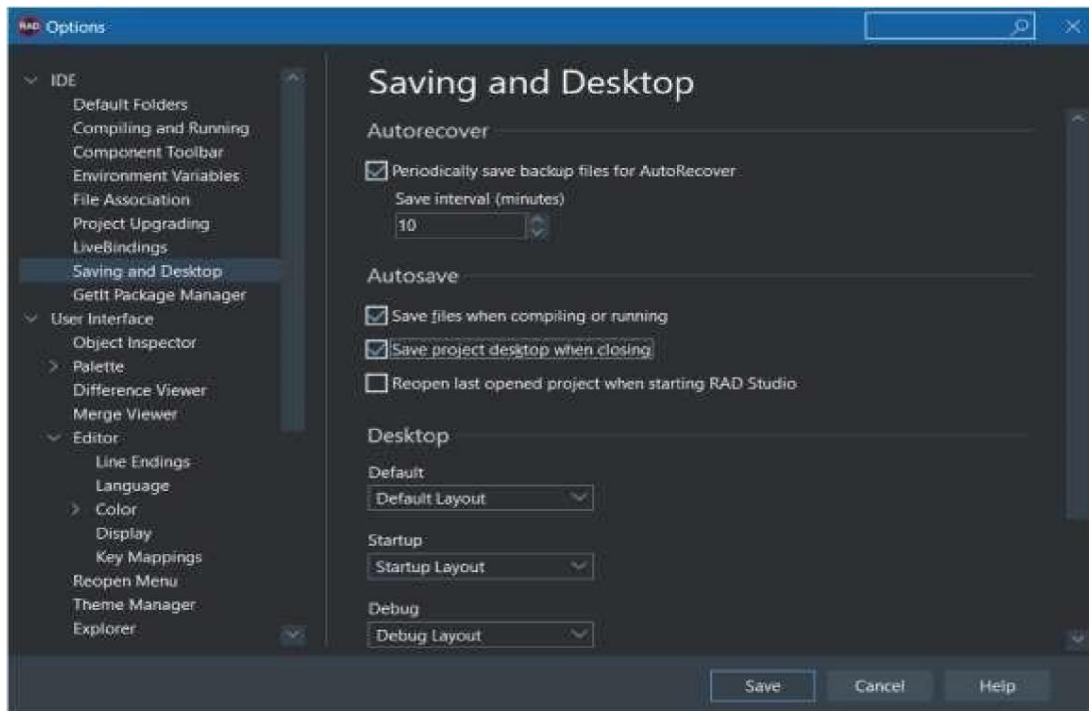 RAD Options
IDE
Default Folders
Compiling and Running
Component Toolbar
Environment Variables
File Association
Project Upgrading
LiveBindings
Saving and Desktop
GetIt Package Manager
User Interface
Object Inspector
Palette
Difference Viewer
Merge Viewer
Editor
Line Endings
Language
Color
Display
Key Mappings
Reopen Menu
Theme Manager
Explorer
Saving and Desktop
Autorecover
Periodically save backup files for AutoRecover
Save interval (minutes)
10
Autosave
Save files when compiling or running
Save project desktop when closing
Reopen last opened project when starting RAD Studio
Desktop
Default
Default Layout
Startup
Startup Layout
Debug
Debug Layout
Save Cancel Help